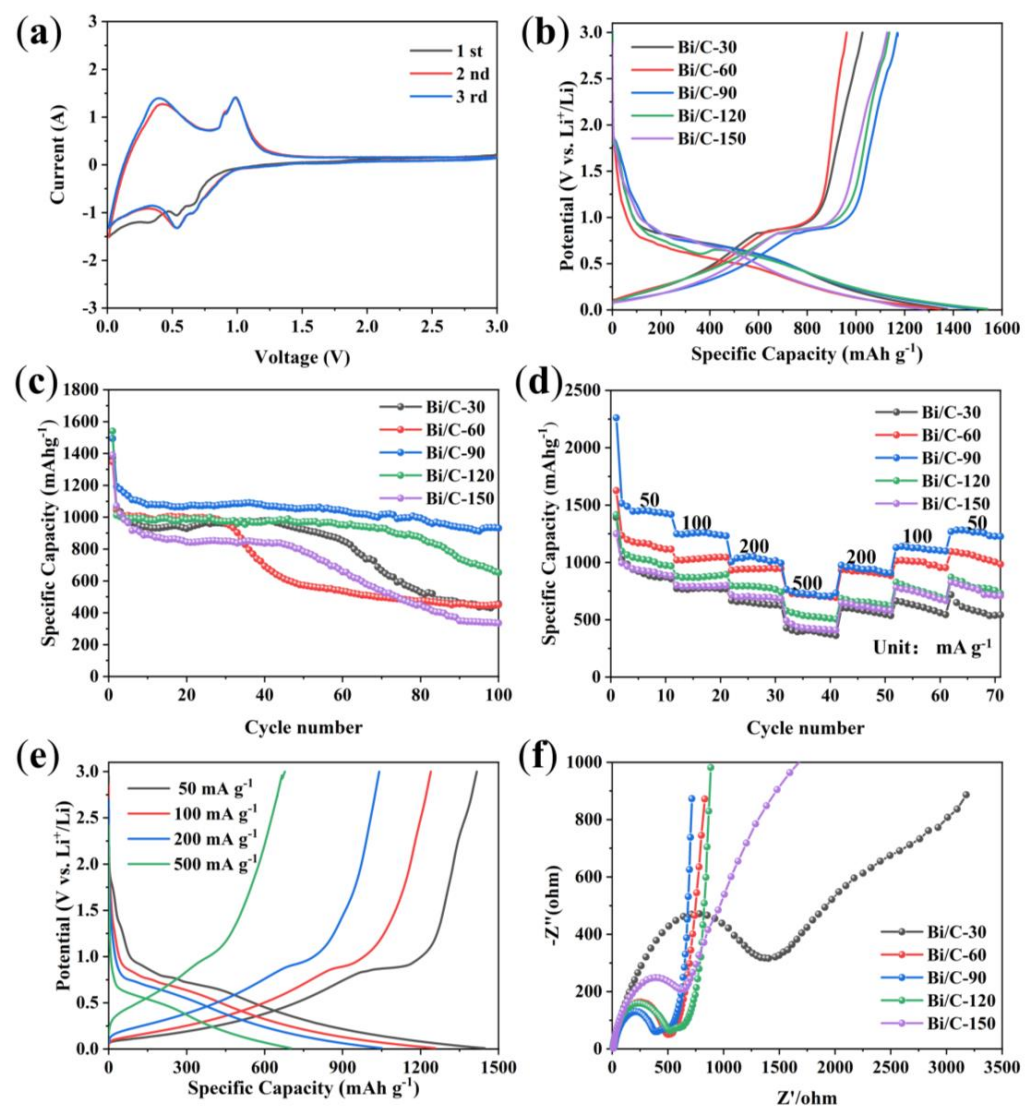 (a)
3
2
1
0
-1
-2
-3
0.0 0.5 1.0 1.5 2.0 2.5 3.0
Current (A)
Voltage (V)
1 st
2 nd
3 rd
(b)
3.0
2.5
2.0
1.5
1.0
0.5
0.0
0 200 400 600 800 1000 1200 1400 1600
Potential (V vs. Li⁺/Li)
Specific Capacity (mAh g⁻¹)
Bi/C-30
Bi/C-60
Bi/C-90
Bi/C-120
Bi/C-150
(c)
1800
1600
1400
1200
1000
800
600
400
200
0
0 20 40 60 80 100
Specific Capacity (mAhg⁻¹)
Cycle number
Bi/C-30
Bi/C-60
Bi/C-90
Bi/C-120
Bi/C-150
(d)
2500
2000
1500
1000
500
0
0 10 20 30 40 50 60 70
Specific Capacity (mAhg⁻¹)
Cycle number
Bi/C-30
Bi/C-60
Bi/C-90
Bi/C-120
Bi/C-150
50
100
200
500
200
100
50
Unit: mA g⁻¹
(e)
3.0
2.5
2.0
1.5
1.0
0.5
0.0
0 300 600 900 1200 1500
Potential (V vs. Li⁺/Li)
Specific Capacity (mAh g⁻¹)
50 mA g⁻¹
100 mA g⁻¹
200 mA g⁻¹
500 mA g⁻¹
(f)
1000
800
600
400
200
0
0 500 1000 1500 2000 2500 3000 3500
-Z''(ohm)
Z'/ohm
Bi/C-30
Bi/C-60
Bi/C-90
Bi/C-120
Bi/C-150